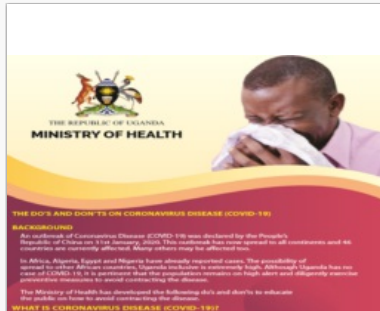 THE REPUBLIC OF UGANDA
MINISTRY OF HEALTH
THE DO'S AND DON'TS ON CORONAVIRUS DISEASE (COVID-19)
BACKGROUND
An outbreak of Coronavirus Disease (COVID-19) was declared by the People's
Republic of China on 31st January, 2020. This outbreak has now spread to all continents and 46
countries are currently affected. Many others may be affected too.
In Africa, Algeria, Egypt and Nigeria have already reported cases. The possibility of
spread to other African countries, Uganda inclusive is extremely high. Although Uganda has no
case of COVID-19, it is pertinent that the population remains on high alert and diligently exercise
preventive measures to avoid contracting the disease.
The Ministry of Health has developed the following do's and don'ts to educate
the public on how to avoid contracting the disease.
WHAT IS CORONAVIRUS DISEASE (COVID-19)?